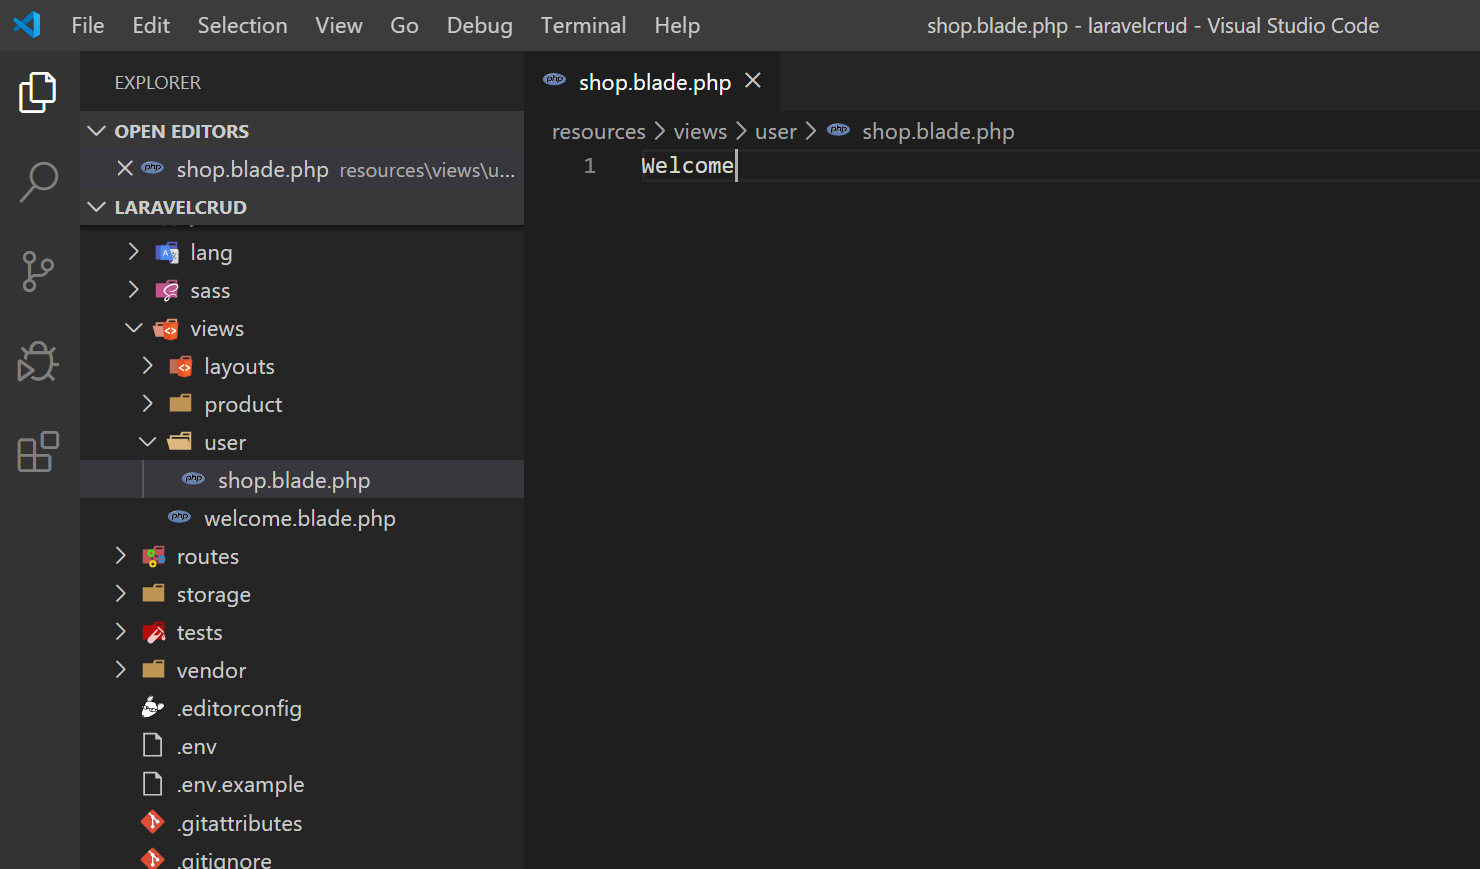 File Edit Selection View Go Debug Terminal Help shop.blade.php - laravelcrud - Visual Studio Code
EXPLORER
OPEN EDITORS
shop.blade.php resources\views\u...
LARAVELCRUD
lang
sass
views
layouts
product
user
shop.blade.php
welcome.blade.php
routes
storage
tests
vendor
.editorconfig
.env
.env.example
.gitattributes
.gitignore
php shop.blade.php
resources > views > user > php shop.blade.php
1 Welcome